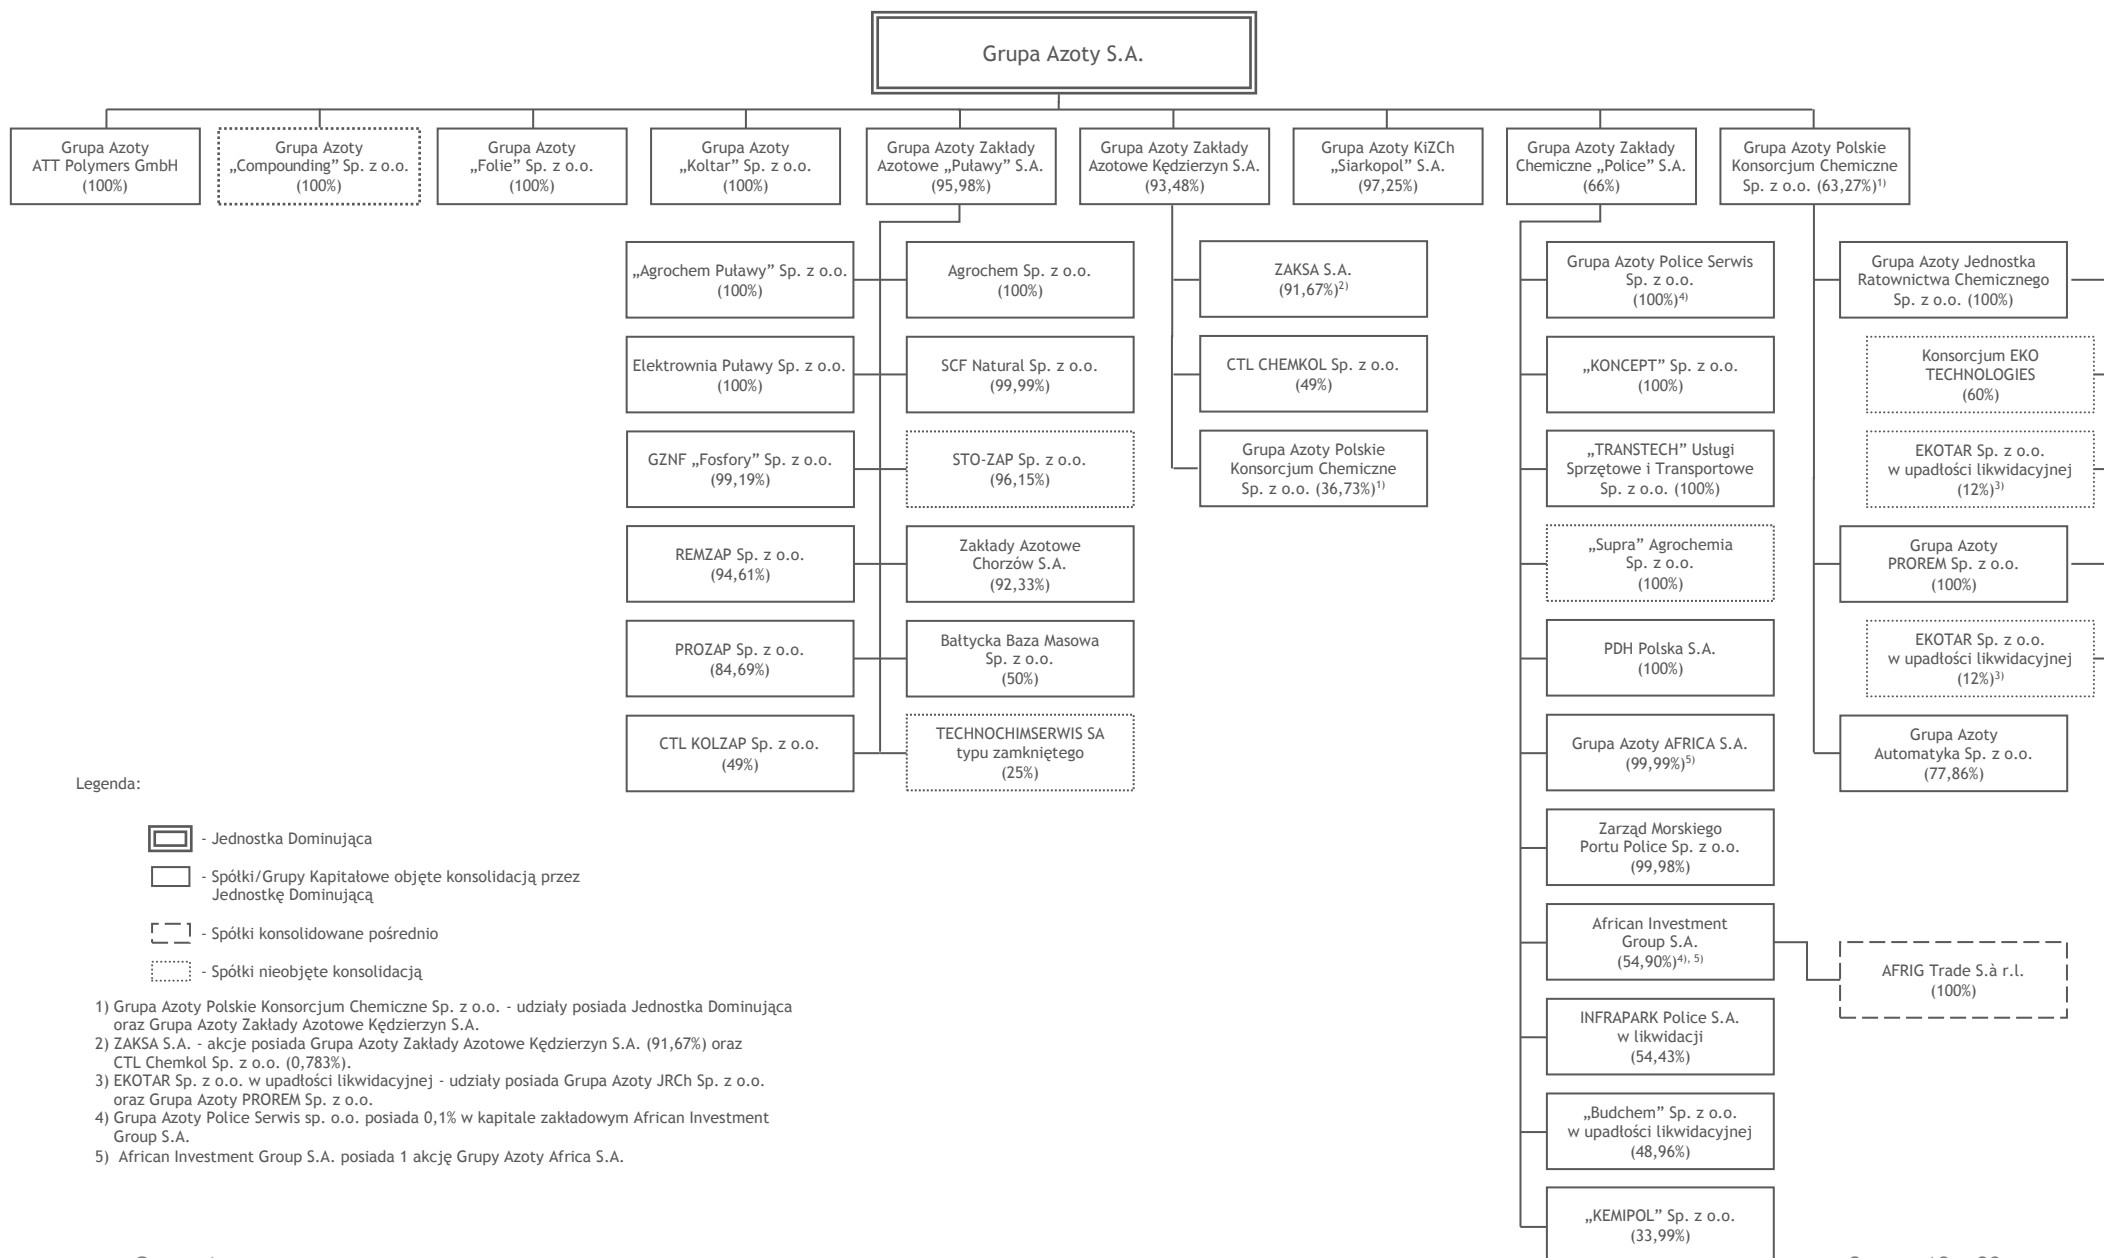 Grupa Azoty S.A.
Grupa Azoty
ATT Polymers GmbH
(100%)
Grupa Azoty
„Compounding” Sp. z o.o.
(100%)
Grupa Azoty
„Folie” Sp. z o.o.
(100%)
Grupa Azoty
„Koltar” Sp. z o.o.
(100%)
Grupa Azoty Zakłady
Azotowe „Puławy” S.A.
(95,98%)
Grupa Azoty Zakłady
Azotowe Kędzierzyn S.A.
(93,48%)
Grupa Azoty KiZCh
„Siarkopol” S.A.
(97,25%)
Grupa Azoty Zakłady
Chemiczne „Police” S.A.
(66%)
Grupa Azoty Polskie
Konsorcjum Chemiczne
Sp. z o.o. (63,27%)1)
„Agrochem Puławy” Sp. z o.o.
(100%)
Elektrownia Puławy Sp. z o.o.
(100%)
GZNF „Fosfory” Sp. z o.o.
(99,19%)
REMZAP Sp. z o.o.
(94,61%)
PROZAP Sp. z o.o.
(84,69%)
CTL KOLZAP Sp. z o.o.
(49%)
Agrochem Sp. z o.o.
(100%)
SCF Natural Sp. z o.o.
(99,99%)
STO-ZAP Sp. z o.o.
(96,15%)
Zakłady Azotowe
Chorzów S.A.
(92,33%)
Bałtycka Baza Masowa
Sp. z o.o.
(50%)
TECHNOCHIMSERWIS SA
typu zamkniętego
(25%)
ZAKSA S.A.
(91,67%)2)
CTL CHEMKOL Sp. z o.o.
(49%)
Grupa Azoty Polskie
Konsorcjum Chemiczne
Sp. z o.o. (36,73%)1)
Grupa Azoty Police Serwis
Sp. z o.o.
(100%)4)
„KONCEPT” Sp. z o.o.
(100%)
„TRANSTECH” Usługi
Sprzętowe i Transportowe
Sp. z o.o. (100%)
„Supra” Agrochemia
Sp. z o.o.
(100%)
PDH Polska S.A.
(100%)
Grupa Azoty AFRICA S.A.
(99,99%)5)
Zarząd Morskiego
Portu Police Sp. z o.o.
(99,98%)
African Investment
Group S.A.
(54,90%)4), 5)
INFRAPARK Police S.A.
w likwidacji
(54,43%)
„Budchem” Sp. z o.o.
w upadłości likwidacyjnej
(48,96%)
„KEMIPOL” Sp. z o.o.
(33,99%)
Grupa Azoty Jednostka
Ratownictwa Chemicznego
Sp. z o.o. (100%)
Konsorcjum EKO
TECHNOLOGIES
(60%)
EKOTAR Sp. z o.o.
w upadłości likwidacyjnej
(12%)3)
Grupa Azoty
PROREM Sp. z o.o.
(100%)
EKOTAR Sp. z o.o.
w upadłości likwidacyjnej
(12%)3)
Grupa Azoty
Automatyka Sp. z o.o.
(77,86%)
AFRIG Trade S.à r.l.
(100%)
Legenda:
- Jednostka Dominująca
- Spółki/Grupy Kapitałowe objęte konsolidacją przez
Jednostkę Dominującą
- Spółki konsolidowane pośrednio
- Spółki nieobjęte konsolidacją
1) Grupa Azoty Polskie Konsorcjum Chemiczne Sp. z o.o. - udziały posiada Jednostka Dominująca
oraz Grupa Azoty Zakłady Azotowe Kędzierzyn S.A.
2) ZAKSA S.A. - akcje posiada Grupa Azoty Zakłady Azotowe Kędzierzyn S.A. (91,67%) oraz
CTL Chemkol Sp. z o.o. (0,783%).
3) EKOTAR Sp. z o.o. w upadłości likwidacyjnej - udziały posiada Grupa Azoty JRCh Sp. z o.o.
oraz Grupa Azoty PROREM Sp. z o.o.
4) Grupa Azoty Police Serwis sp. o.o. posiada 0,1% w kapitale zakładowym African Investment
Group S.A.
5) African Investment Group S.A. posiada 1 akcję Grupy Azoty Africa S.A.